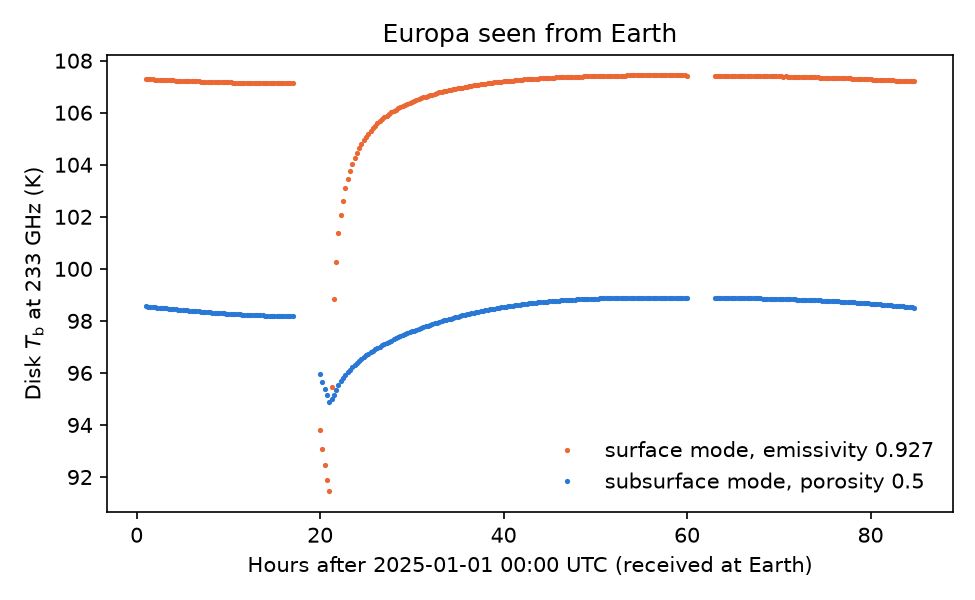 Europa seen from Earth
108
106
104
102
100
98
96
94
92
Disk Tb at 233 GHz (K)
surface mode, emissivity 0.927
subsurface mode, porosity 0.5
0 20 40 60 80
Hours after 2025-01-01 00:00 UTC (received at Earth)